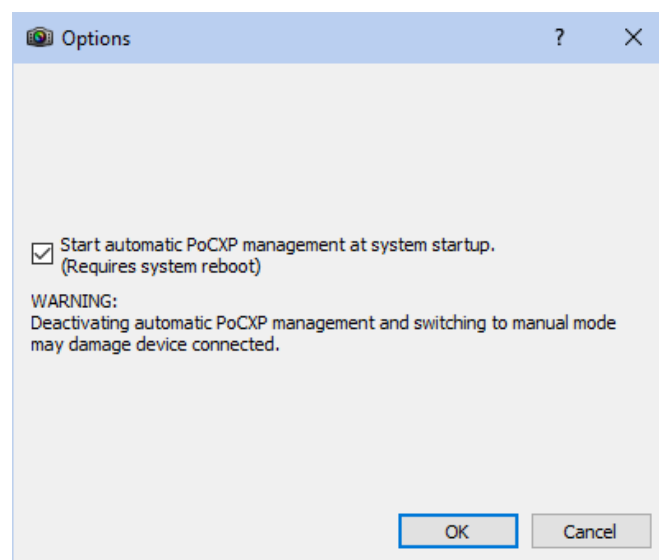 Options
?
Start automatic PoCXP management at system startup.
(Requires system reboot)
WARNING:
Deactivating automatic PoCXP management and switching to manual mode
may damage device connected.
OK
Cancel